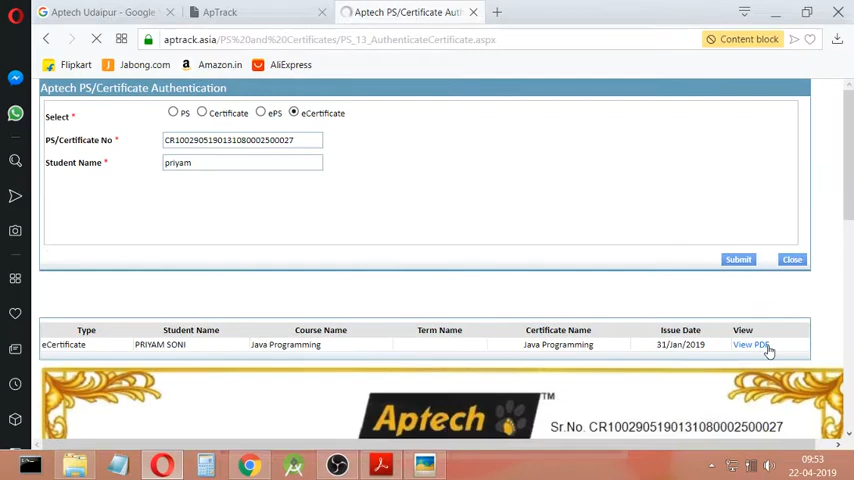 Aptech Udaipur - Google
ApTrack
Aptech PS/Certificate Auth
aptrack.asia/PS%20and%20Certificates/PS_13_AuthenticateCertificate.aspx
Content block
Flipkart
Jabong.com
Amazon.in
AliExpress
Aptech PS/Certificate Authentication
Select *
PS
Certificate
ePS
eCertificate
PS/Certificate No *
CR1002905190131080002500027
Student Name *
priyam
Submit
Close
Type
Student Name
Course Name
Term Name
Certificate Name
Issue Date
View
eCertificate
PRIYAM SONI
Java Programming
Java Programming
31/Jan/2019
View PDF
Aptech TM
Sr.No. CR1002905190131080002500027
09:53
22-04-2019